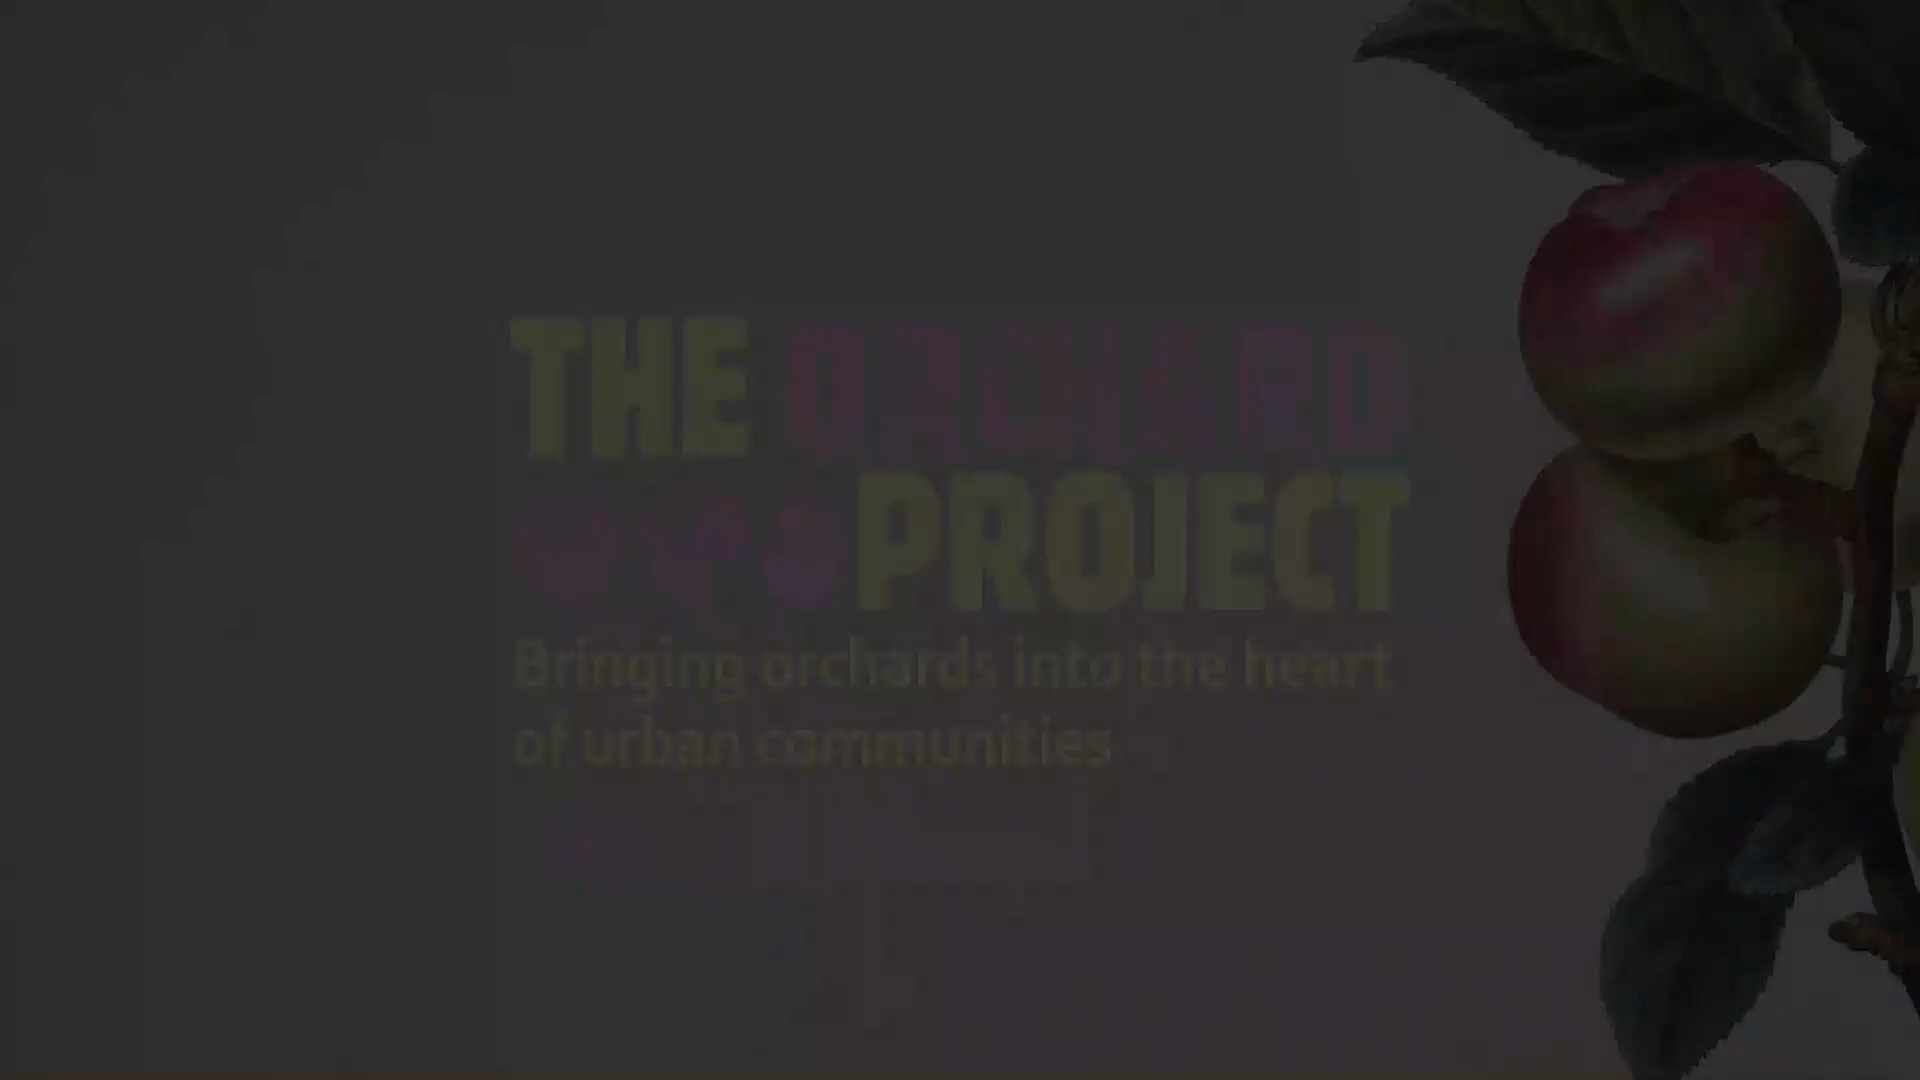 THE ORCHARD
PROJECT
Bringing orchards into the heart
of urban communities